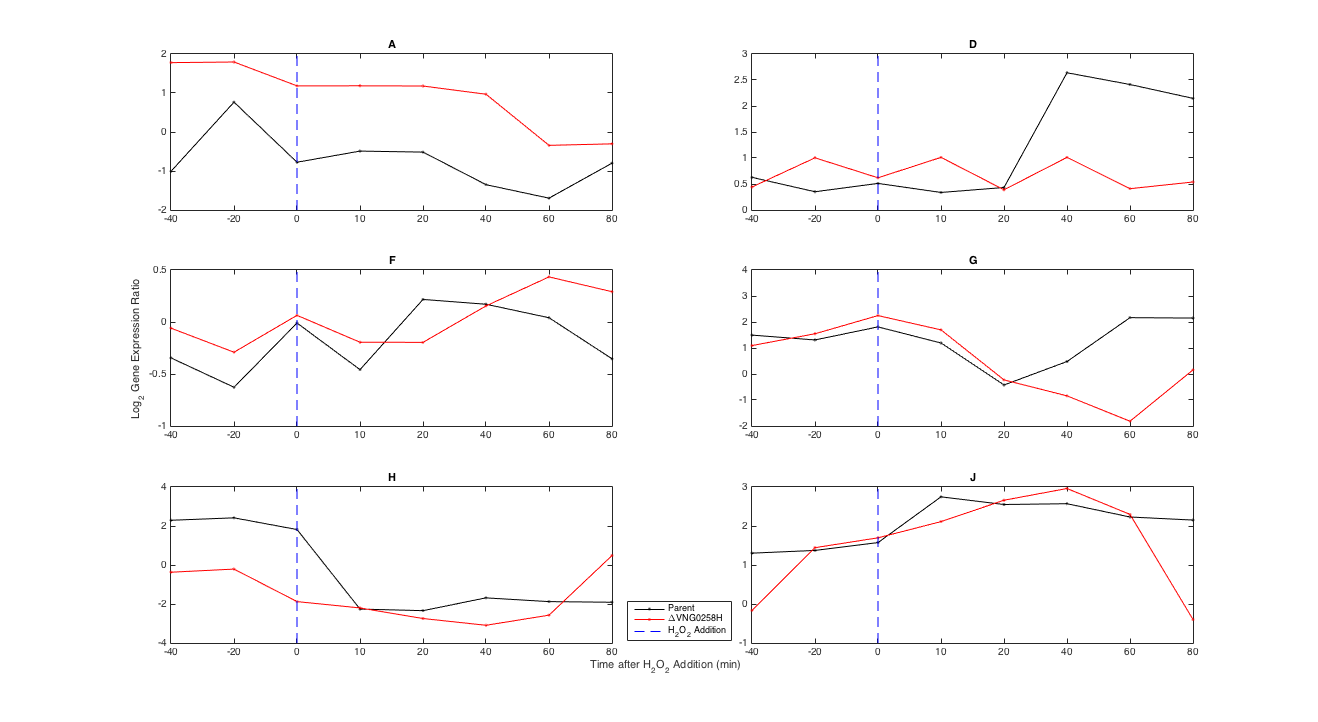 A
2
1
0
-1
-2
-40 -20 0 10 20 40 60 80
D
3
2.5
2
1.5
1
0.5
0
-40 -20 0 10 20 40 60 80
Log2 Gene Expression Ratio
F
0.5
0
-0.5
-1
-40 -20 0 10 20 40 60 80
G
4
3
2
1
0
-1
-2
-40 -20 0 10 20 40 60 80
H
4
2
0
-2
-4
-40 -20 0 10 20 40 60 80
Parent
ΔVNG0258H
H2O2 Addition
J
3
2
1
0
-1
-40 -20 0 10 20 40 60 80
Time after H2O2 Addition (min)